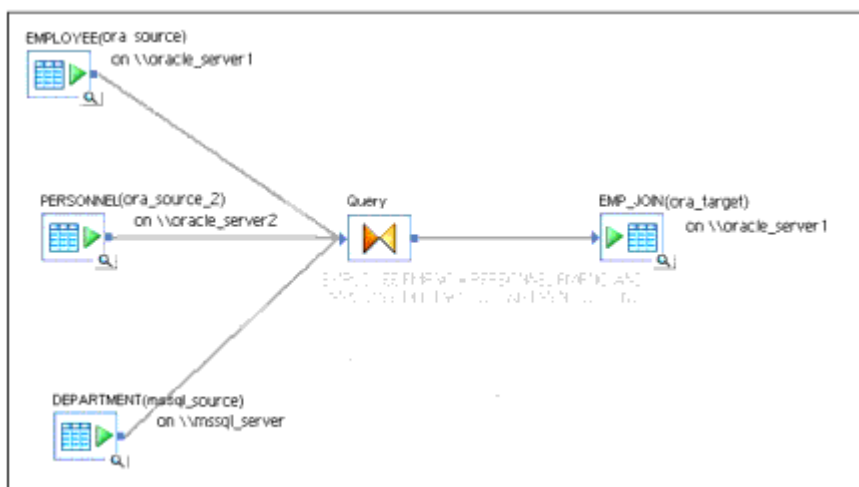 EMPLOYEE(ora_source)
on \\oracle_server1
PERSONNEL(ora_source_2)
on \\oracle_server2
Query
EMP_JOIN(ora_target)
on \\oracle_server1
DEPARTMENT(mssql_source)
on \\mssql_server